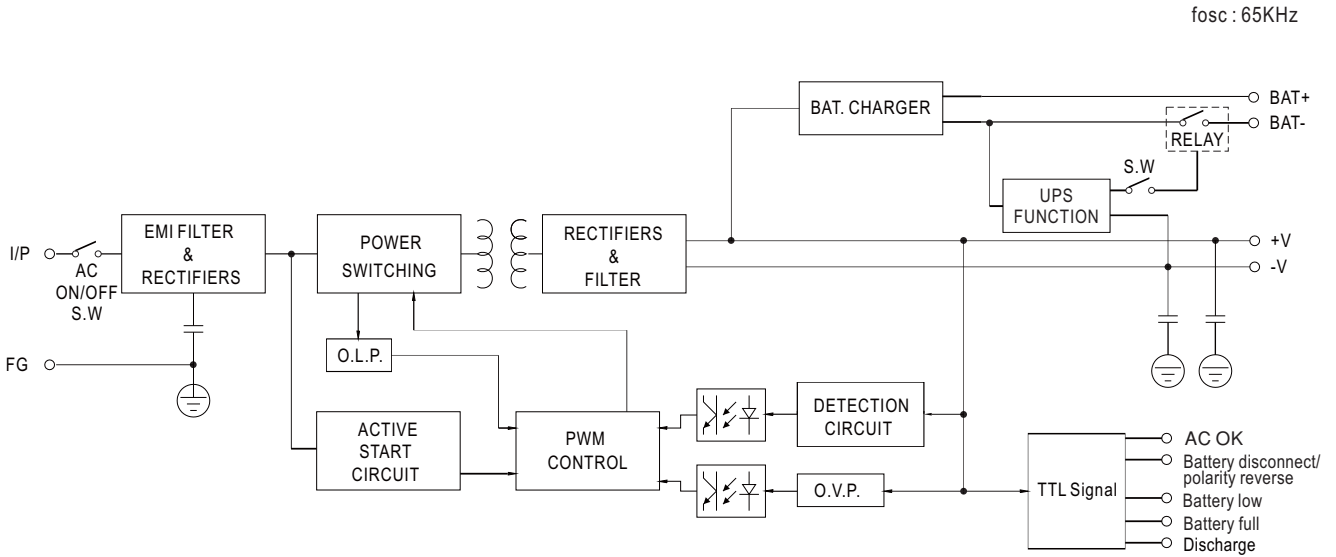 fosc : 65KHz
BAT. CHARGER
BAT+
BAT-
RELAY
S.W
UPS
FUNCTION
I/P
AC
ON/OFF
S.W
EMI FILTER
&
RECTIFIERS
POWER
SWITCHING
RECTIFIERS
&
FILTER
+V
-V
FG
O.L.P.
ACTIVE
START
CIRCUIT
PWM
CONTROL
DETECTION
CIRCUIT
O.V.P.
TTL Signal
AC OK
Battery disconnect/
polarity reverse
Battery low
Battery full
Discharge